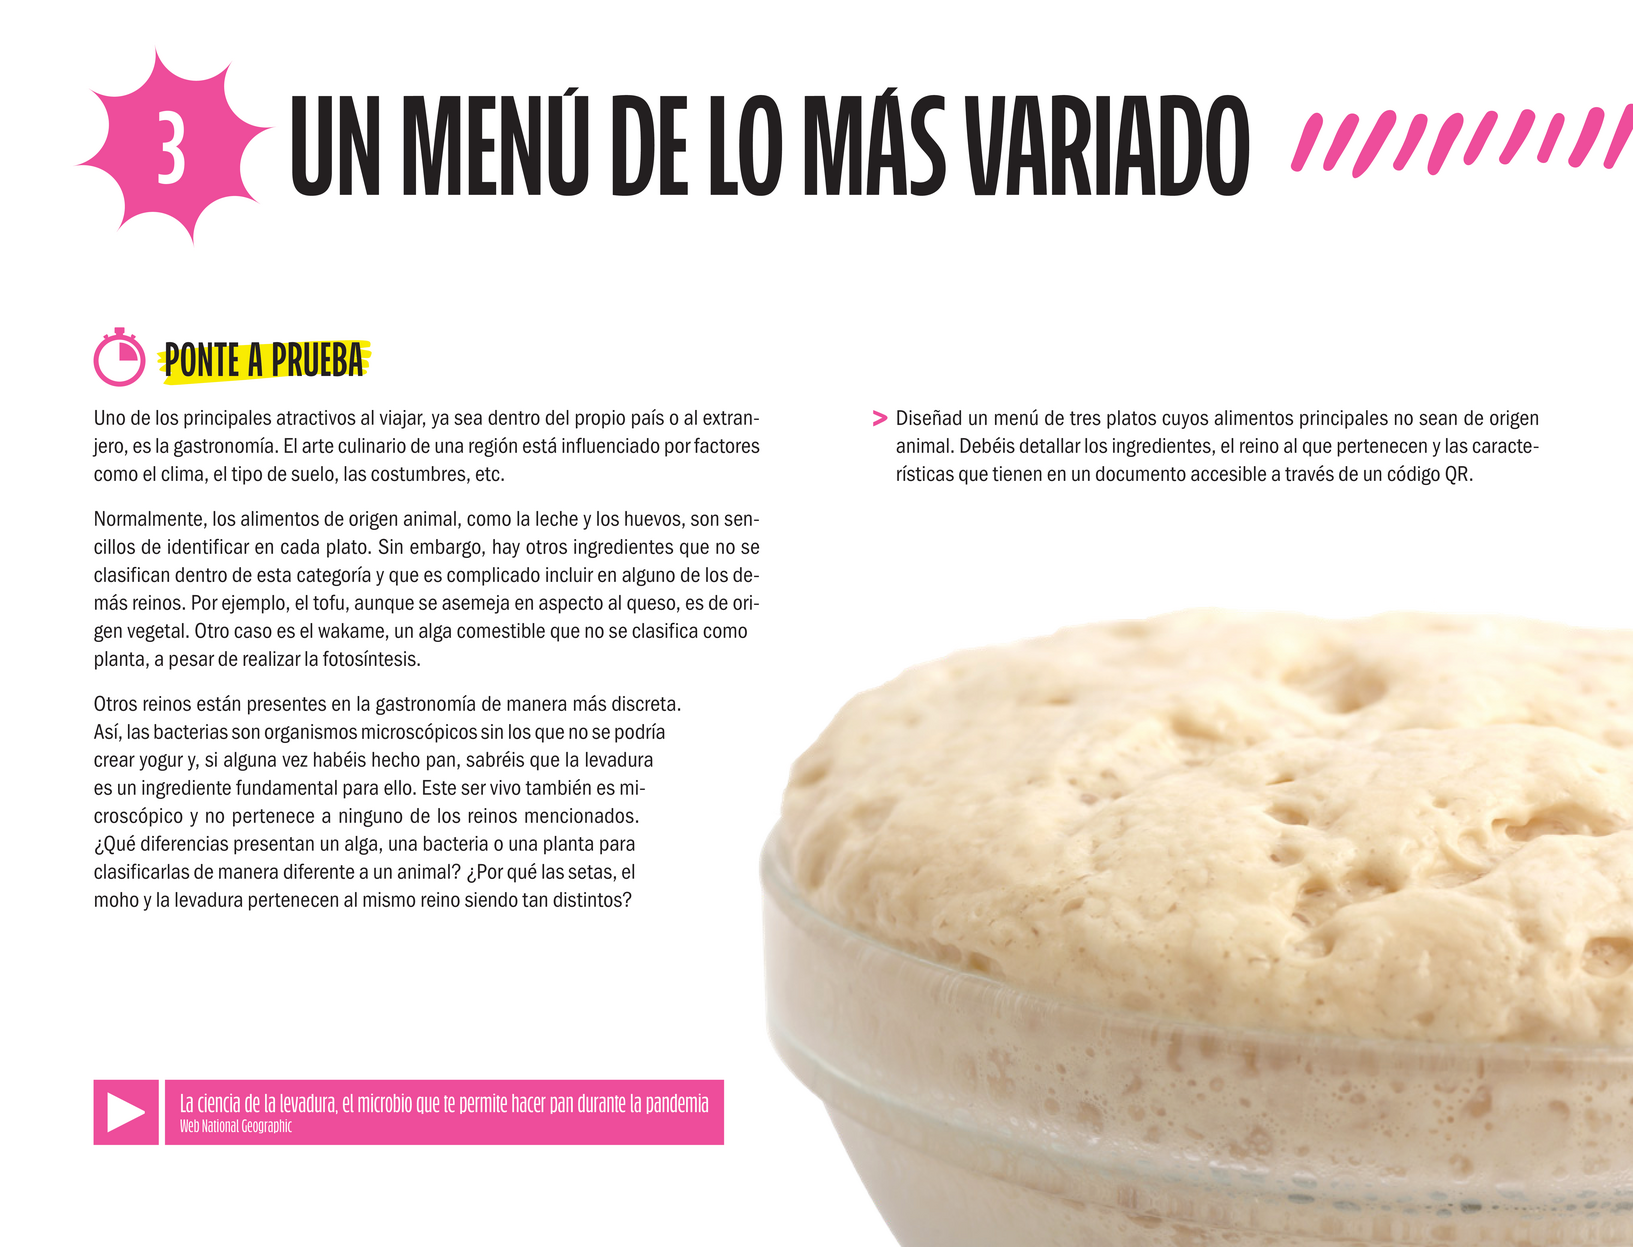 3
UN MENÚ DE LO MÁS VARIADO
PONTE A PRUEBA
Uno de los principales atractivos al viajar, ya sea dentro del propio país o al extran-
jero, es la gastronomía. El arte culinario de una región está influenciado por factores
como el clima, el tipo de suelo, las costumbres, etc.
Normalmente, los alimentos de origen animal, como la leche y los huevos, son sen-
cillos de identificar en cada plato. Sin embargo, hay otros ingredientes que no se
clasifican dentro de esta categoría y que es complicado incluir en alguno de los de-
más reinos. Por ejemplo, el tofu, aunque se asemeja en aspecto al queso, es de ori-
gen vegetal. Otro caso es el wakame, un alga comestible que no se clasifica como
planta, a pesar de realizar la fotosíntesis.
Otros reinos están presentes en la gastronomía de manera más discreta.
Así, las bacterias son organismos microscópicos sin los que no se podría
crear yogur y, si alguna vez habéis hecho pan, sabréis que la levadura
es un ingrediente fundamental para ello. Este ser vivo también es mi-
croscópico y no pertenece a ninguno de los reinos mencionados.
¿Qué diferencias presentan un alga, una bacteria o una planta para
clasificarlas de manera diferente a un animal? ¿Por qué las setas, el
moho y la levadura pertenecen al mismo reino siendo tan distintos?
> Diseñad un menú de tres platos cuyos alimentos principales no sean de origen
animal. Debéis detallar los ingredientes, el reino al que pertenecen y las caracte-
rísticas que tienen en un documento accesible a través de un código QR.
La ciencia de la levadura, el microbio que te permite hacer pan durante la pandemia
Web National Geographic